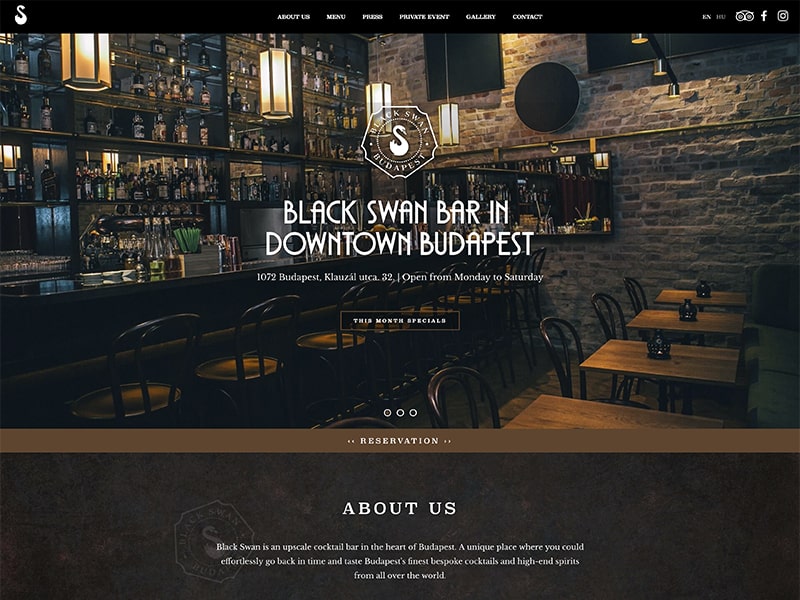 ABOUT US
MENU
PRESS
PRIVATE EVENT
GALLERY
CONTACT
EN
HU
BLACK SWAN
BUDAPEST
BLACK SWAN BAR IN
DOWNTOWN BUDAPEST
1072 Budapest, Klauzál utca. 32. | Open from Monday to Saturday
THIS MONTH SPECIALS
‹‹ RESERVATION ››
ABOUT US
BLACK SWAN
BUDAPEST
Black Swan is an upscale cocktail bar in the heart of Budapest. A unique place where you could
effortlessly go back in time and taste Budapest's finest bespoke cocktails and high-end spirits
from all over the world.